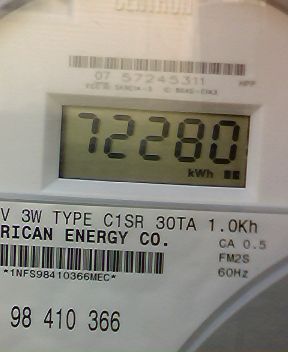 CENTRON
07 57245311
72280
kWh
V 3W TYPE C1SR 30TA 1.0Kh
RICAN ENERGY CO.
CA 0.5
FM2S
*1NFS98410366MEC*
60Hz
98 410 366